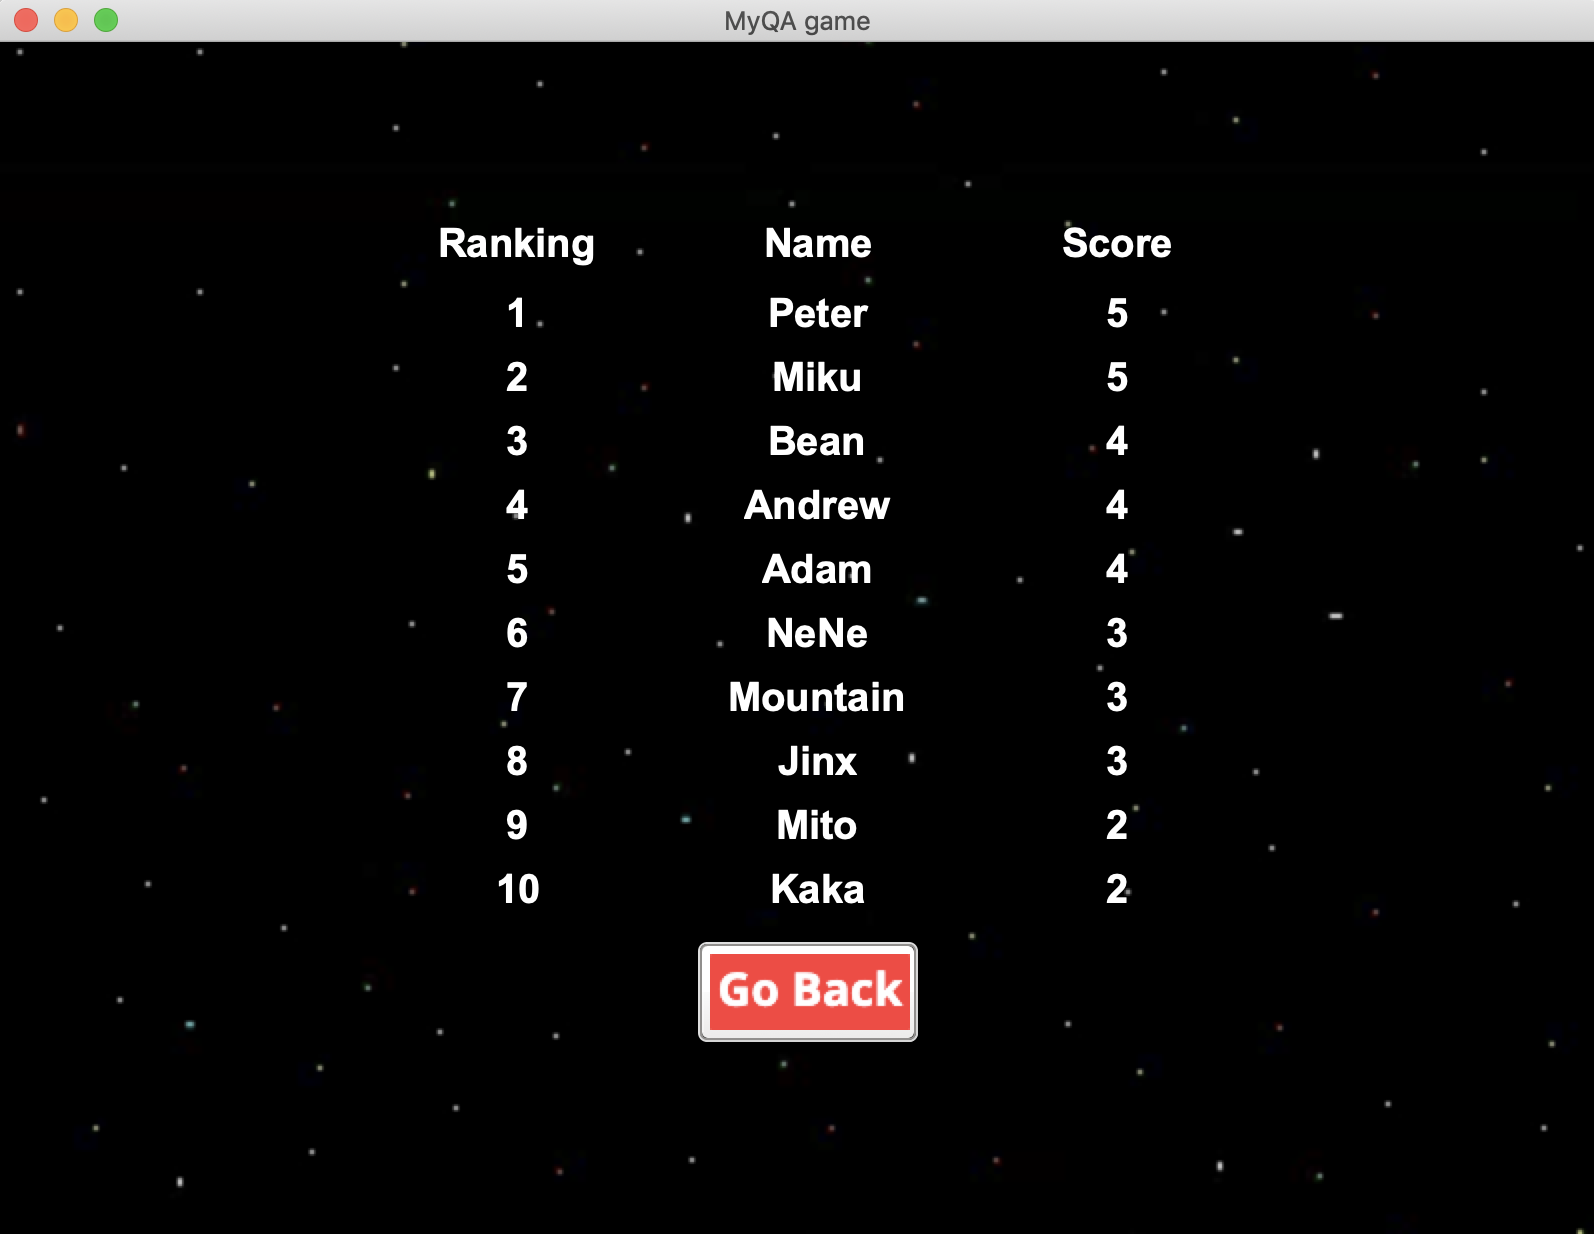 MyQA game
Ranking Name Score
1 Peter 5
2 Miku 5
3 Bean 4
4 Andrew 4
5 Adam 4
6 NeNe 3
7 Mountain 3
8 Jinx 3
9 Mito 2
10 Kaka 2
Go Back